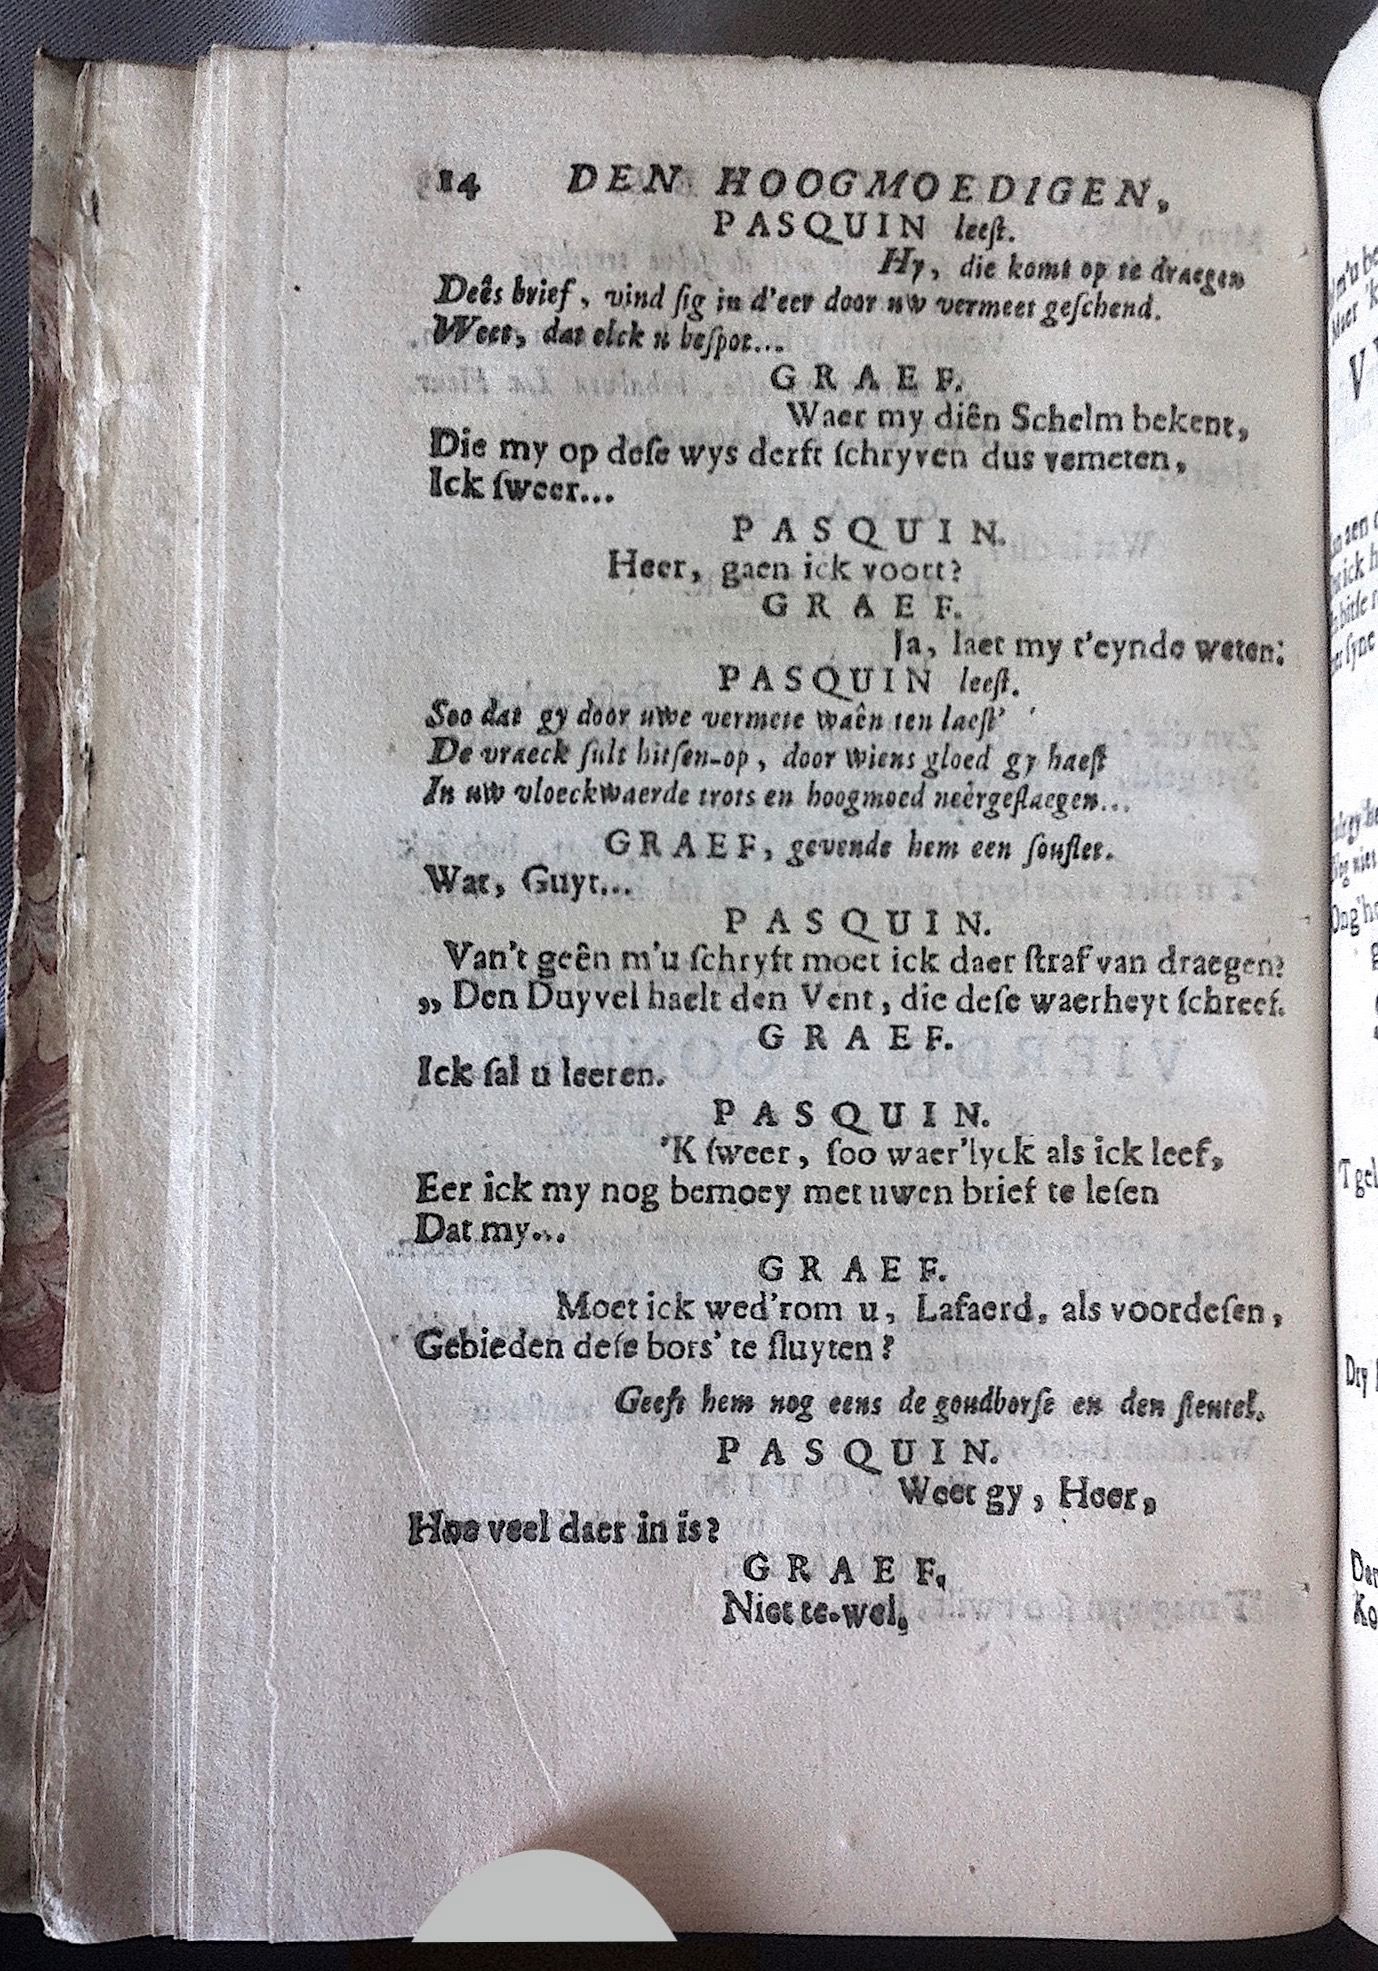 14 DEN HOOGMOEDIGEN,
PASQUIN leeſt.
Hy, die komt op te draegen
Deês brief, vind ſig in d'eer door uw vermeet geſchend.
Weet, dat elck u beſpot...
GRAEF.
Waer my diên Schelm bekent,
Die my op deſe wys derft ſchryven dus vemeten,
Ick ſweer...
PASQUIN.
Heer, gaen ick voort?
GRAEF.
Ja, laet my t'eynde weten:
PASQUIN leeſt.
Soo dat gy door uwe vermete waên ten laeſt'
De vraeck ſult hitſen-op, door wiens gloed gy haeſt
In uw vloeckwaerde trots en hoogmoed neêrgeſlaegen...
GRAEF, gevende hem een ſouflet.
Wat, Guyt...
PASQUIN.
Van't geên m'u ſchryft moet ick daer ſtraf van draegen?
„ Den Duyvel haelt den Vent, die deſe waerheyt ſchreef.
GRAEF.
Ick ſal u leeren.
PASQUIN.
'K ſweer, ſoo waer'lyck als ick leef,
Eer ick my nog bemoey met uwen brief te leſen
Dat my...
GRAEF.
Moet ick wed'rom u, Lafaerd, als voordeſen,
Gebieden deſe bors' te ſluyten?
Geeft hem nog eens de goudborſe en den ſleutel.
PASQUIN.
Weet gy, Heer,
Hoe veel daer in is?
GRAEF,
Niet te-wel,